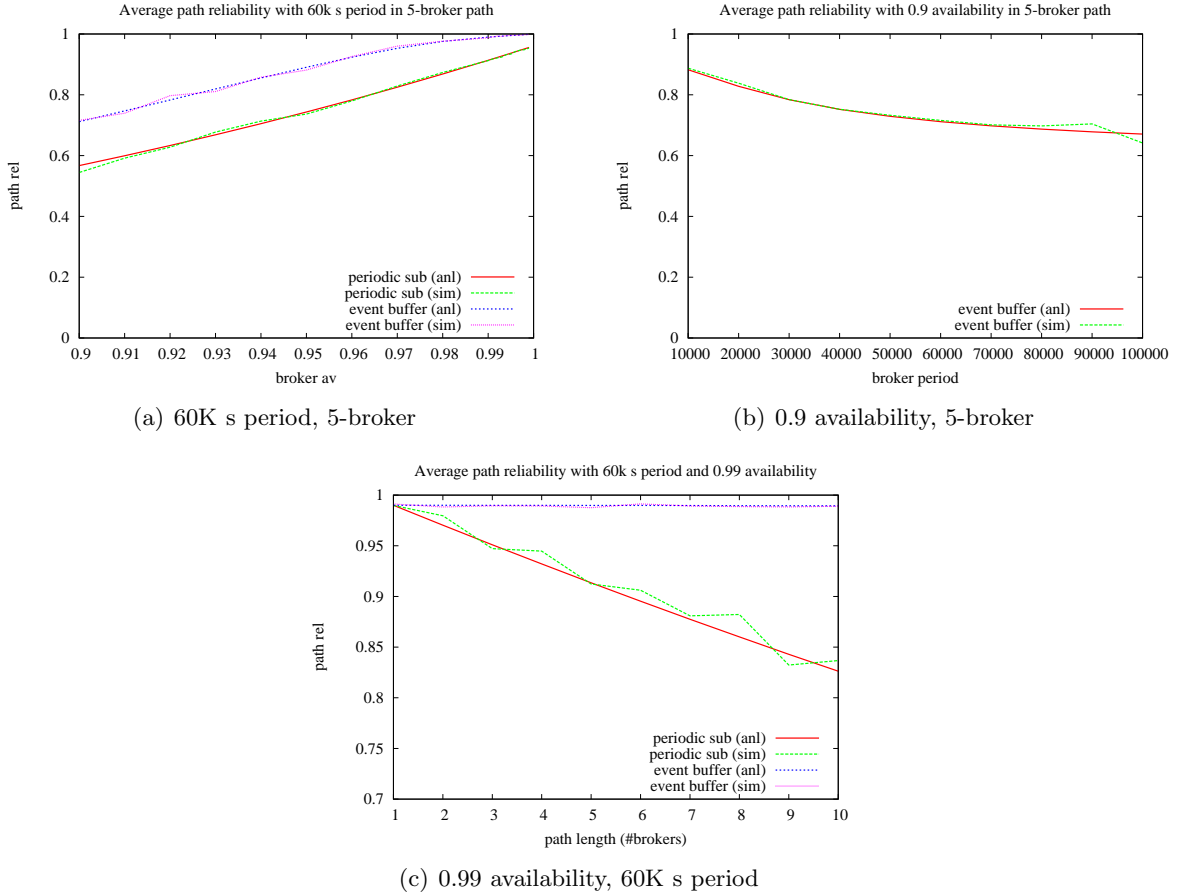 Average path reliability with 60k s period in 5-broker path
1
0.8
0.6
0.4
0.2
0
path rel
periodic sub (anl)
periodic sub (sim)
event buffer (anl)
event buffer (sim)
0.9 0.91 0.92 0.93 0.94 0.95 0.96 0.97 0.98 0.99 1
broker av
(a) 60K s period, 5-broker
Average path reliability with 0.9 availability in 5-broker path
1
0.8
0.6
0.4
0.2
0
path rel
event buffer (anl)
event buffer (sim)
10000 20000 30000 40000 50000 60000 70000 80000 90000 100000
broker period
(b) 0.9 availability, 5-broker
Average path reliability with 60k s period and 0.99 availability
1
0.95
0.9
0.85
0.8
0.75
0.7
path rel
periodic sub (anl)
periodic sub (sim)
event buffer (anl)
event buffer (sim)
1 2 3 4 5 6 7 8 9 10
path length (#brokers)
(c) 0.99 availability, 60K s period